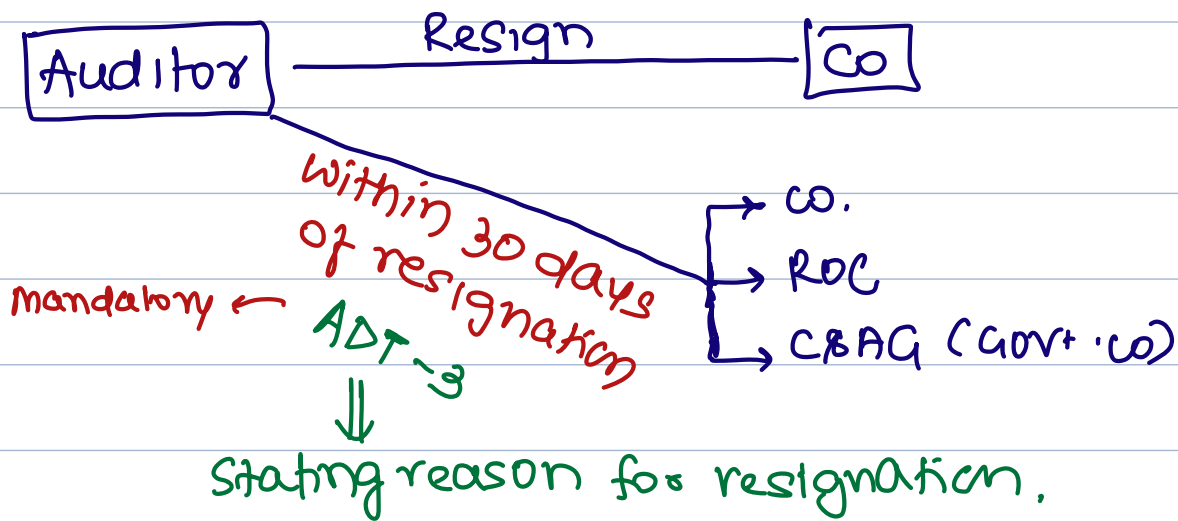 Resign
Auditor
Co
within 30 days
of resignation
co.
ROC
C&AG (Govt. co)
mandatory
ADT-3
Stating reason for resignation.